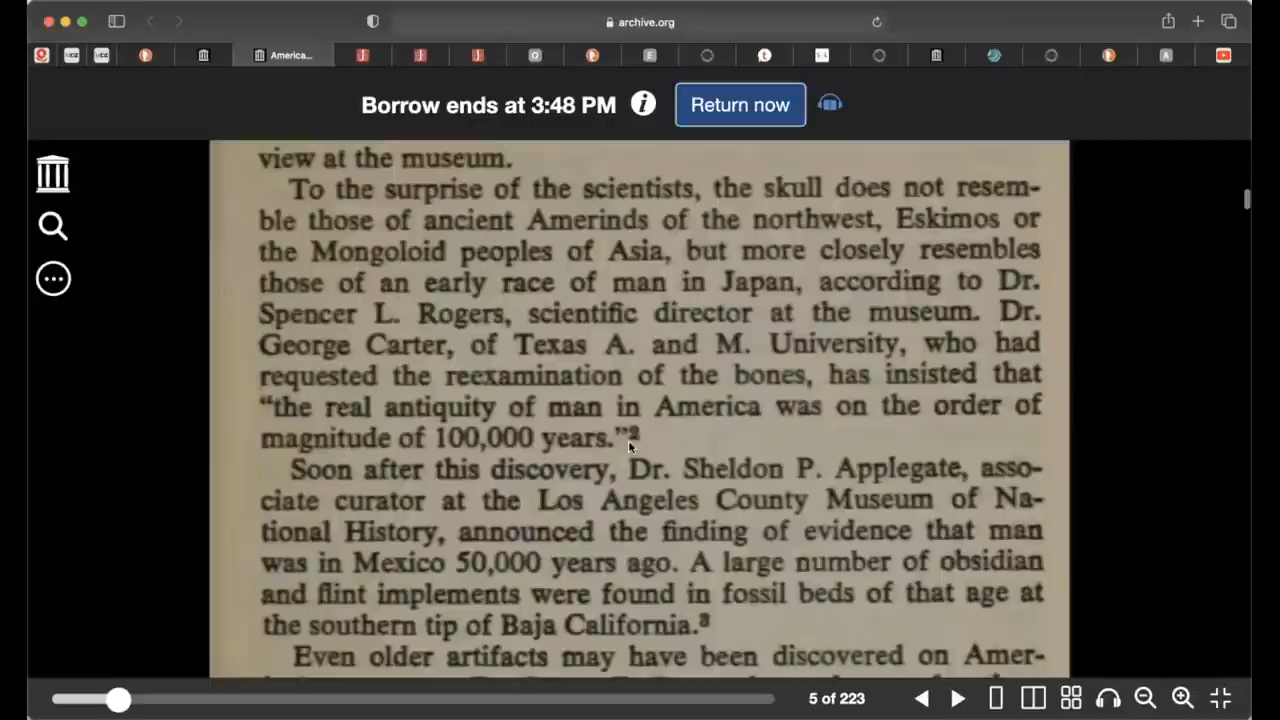 archive.org
America...
Borrow ends at 3:48 PM
Return now
view at the museum.
To the surprise of the scientists, the skull does not resem-
ble those of ancient Amerinds of the northwest, Eskimos or
the Mongoloid peoples of Asia, but more closely resembles
those of an early race of man in Japan, according to Dr.
Spencer L. Rogers, scientific director at the museum. Dr.
George Carter, of Texas A. and M. University, who had
requested the reexamination of the bones, has insisted that
“the real antiquity of man in America was on the order of
magnitude of 100,000 years.”2
Soon after this discovery, Dr. Sheldon P. Applegate, asso-
ciate curator at the Los Angeles County Museum of Na-
tional History, announced the finding of evidence that man
was in Mexico 50,000 years ago. A large number of obsidian
and flint implements were found in fossil beds of that age at
the southern tip of Baja California.3
Even older artifacts may have been discovered on Amer-
5 of 223